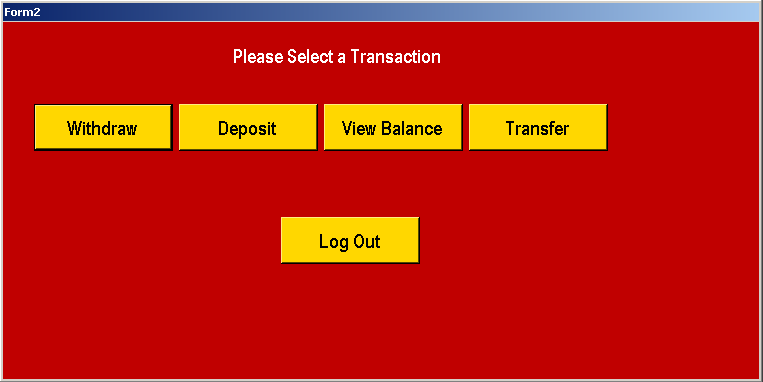 Form2
Please Select a Transaction
Withdraw Deposit View Balance Transfer
Log Out